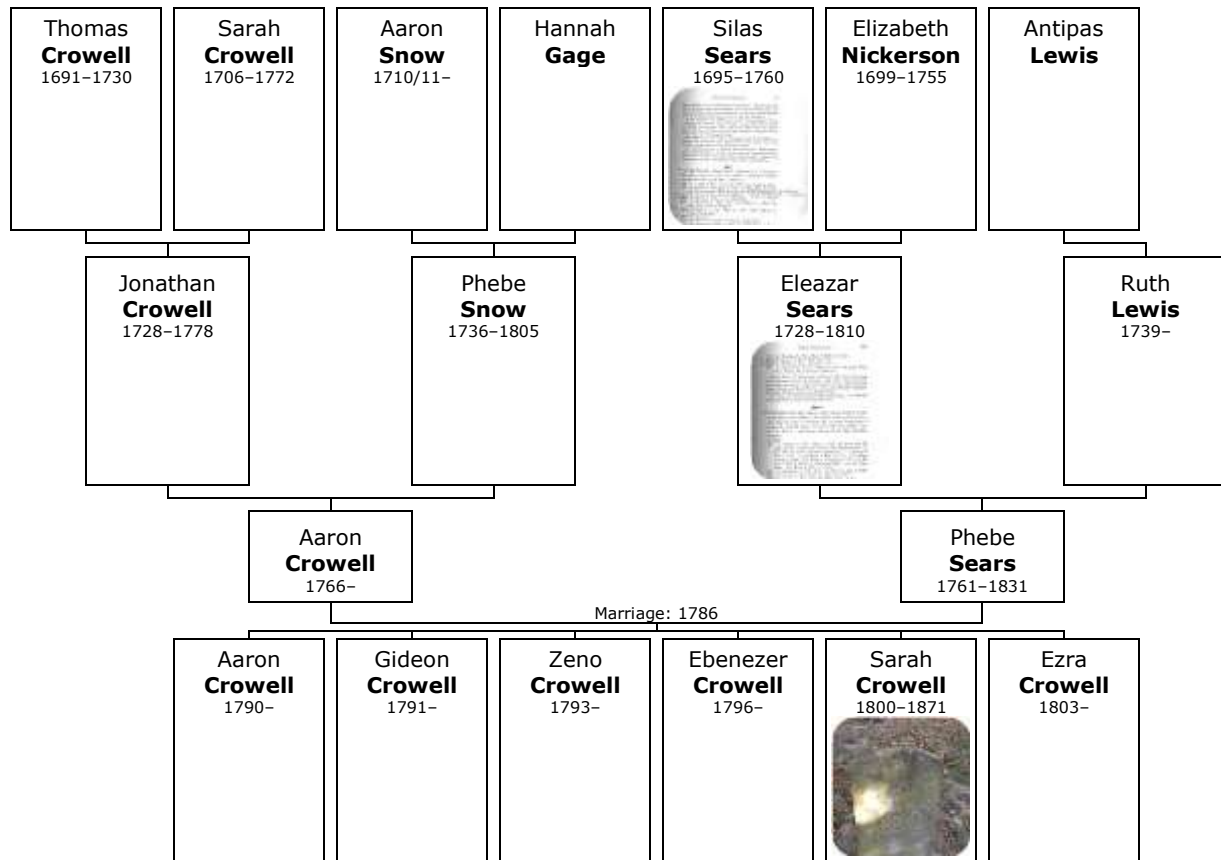 Thomas
Crowell
1691–1730
Sarah
Crowell
1706–1772
Aaron
Snow
1710/11–
Hannah
Gage
Silas
Sears
1695–1760
Elizabeth
Nickerson
1699–1755
Antipas
Lewis
Jonathan
Crowell
1728–1778
Phebe
Snow
1736–1805
Eleazar
Sears
1728–1810
Ruth
Lewis
1739–
Aaron
Crowell
1766–
Phebe
Sears
1761–1831
Marriage: 1786
Aaron
Crowell
1790–
Gideon
Crowell
1791–
Zeno
Crowell
1793–
Ebenezer
Crowell
1796–
Sarah
Crowell
1800–1871
Ezra
Crowell
1803–